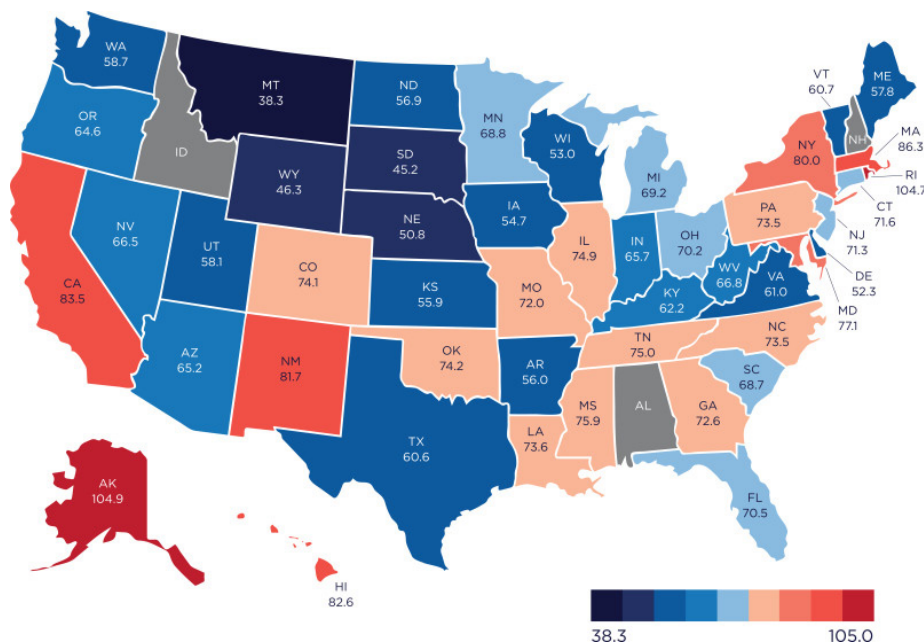 WA
58.7
MT
38.3
ND
56.9
MN
68.8
VT
60.7
ME
57.8
OR
64.6
ID
SD
45.2
WI
53.0
NY
80.0
NH
MA
86.3
WY
46.3
MI
69.2
RI
104.7
NV
66.5
NE
50.8
IA
54.7
PA
73.5
CT
71.6
UT
58.1
CO
74.1
IL
74.9
IN
65.7
OH
70.2
NJ
71.3
CA
83.5
KS
55.9
MO
72.0
WV
66.8
VA
61.0
DE
52.3
KY
62.2
MD
77.1
AZ
65.2
NM
81.7
OK
74.2
AR
56.0
TN
75.0
NC
73.5
SC
68.7
MS
75.9
AL
GA
72.6
TX
60.6
LA
73.6
AK
104.9
FL
70.5
HI
82.6
38.3
105.0